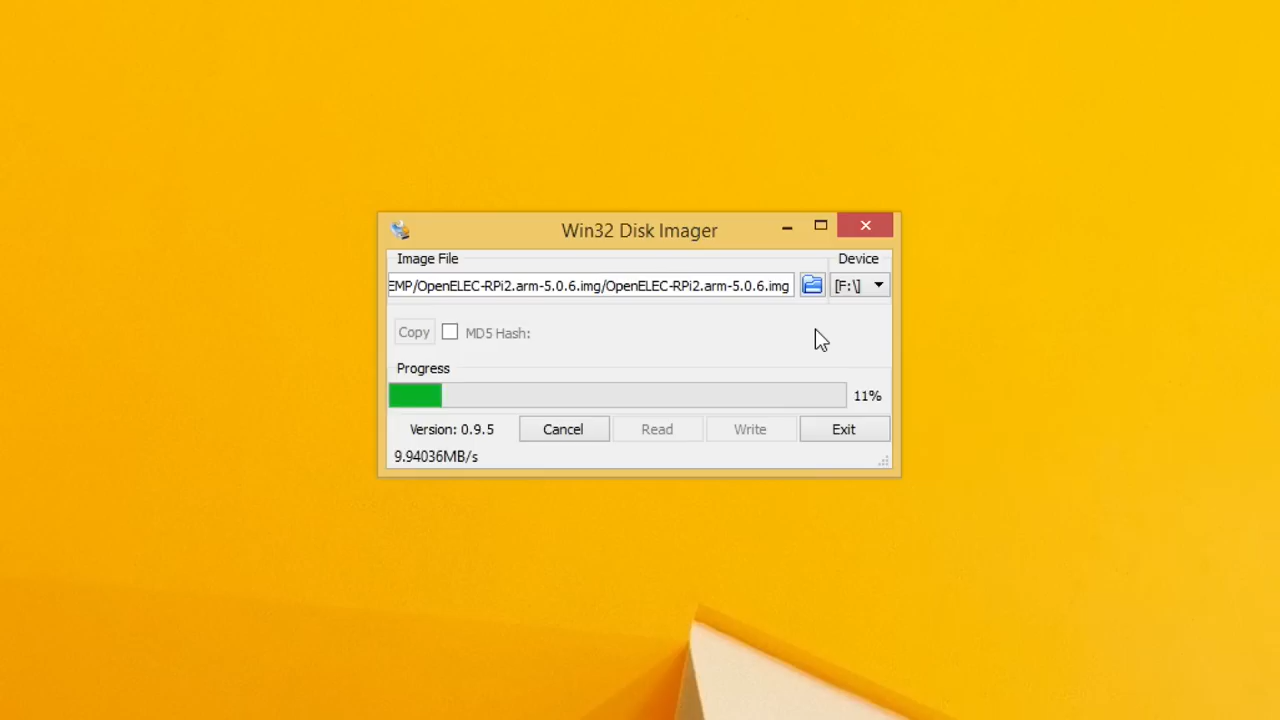 Win32 Disk Imager
Image File
Device
EMP/OpenELEC-RPi2.arm-5.0.6.img/OpenELEC-RPi2.arm-5.0.6.img
[F:\]
Copy
MD5 Hash:
Progress
11%
Version: 0.9.5
Cancel
Read
Write
Exit
9.94036MB/s